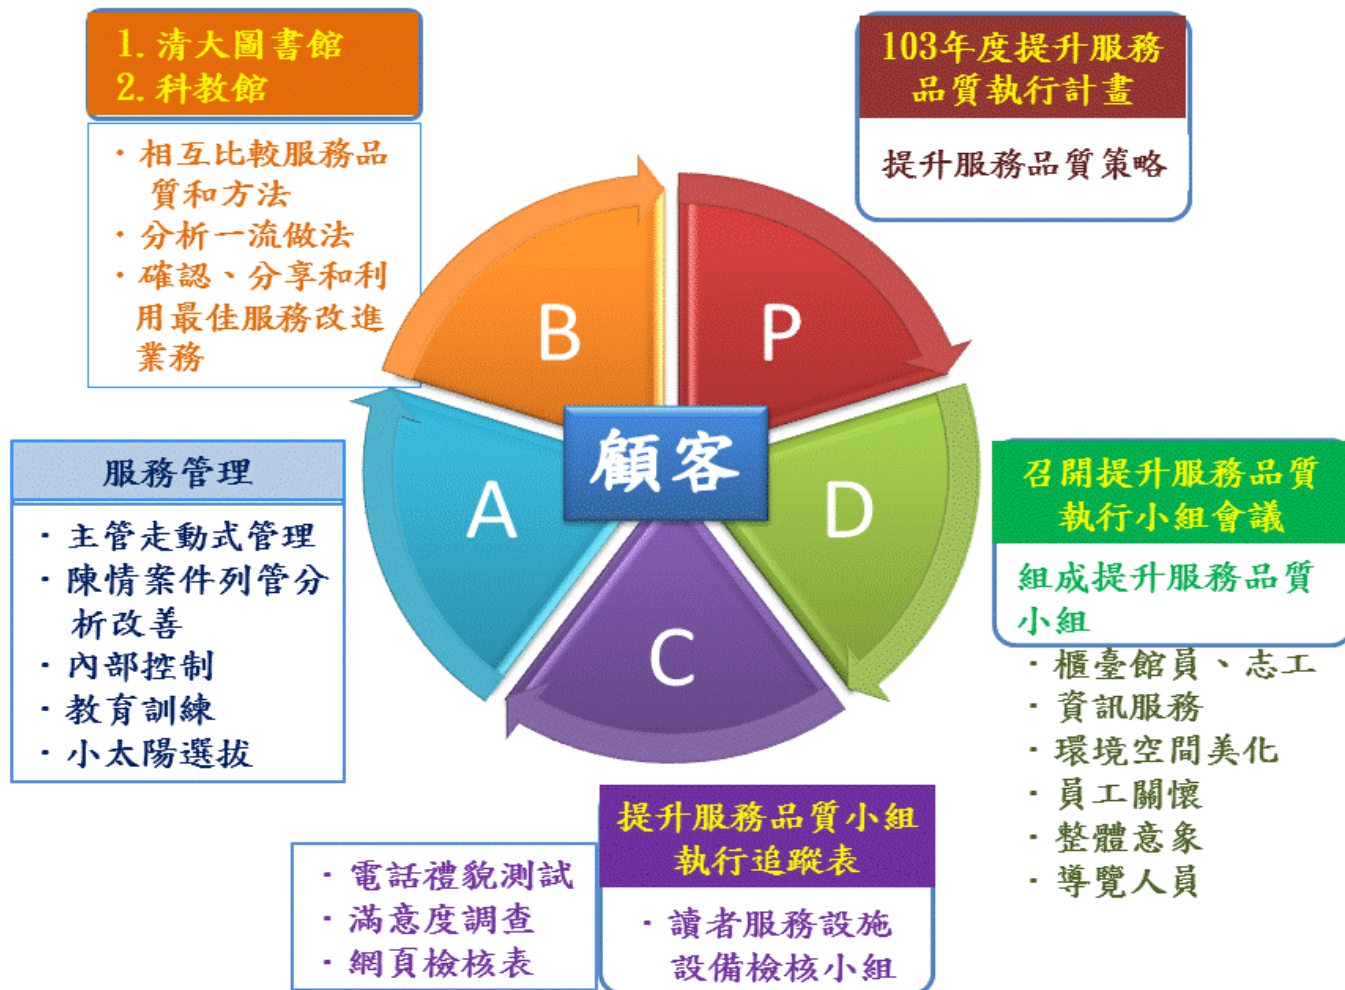 1. 清大圖書館
2. 科教館
· 相互比較服務品
質和方法
· 分析一流做法
· 確認、分享和利
用最佳服務改進
業務
103年度提升服務
品質執行計畫
提升服務品質策略
B
P
顧客
A
D
C
服務管理
· 主管走動式管理
· 陳情案件列管分
析改善
· 內部控制
· 教育訓練
· 小太陽選拔
召開提升服務品質
執行小組會議
組成提升服務品質
小組
· 櫃臺館員、志工
· 資訊服務
· 環境空間美化
· 員工關懷
· 整體意象
· 導覽人員
· 電話禮貌測試
· 滿意度調查
· 網頁檢核表
提升服務品質小組
執行追蹤表
· 讀者服務設施
設備檢核小組